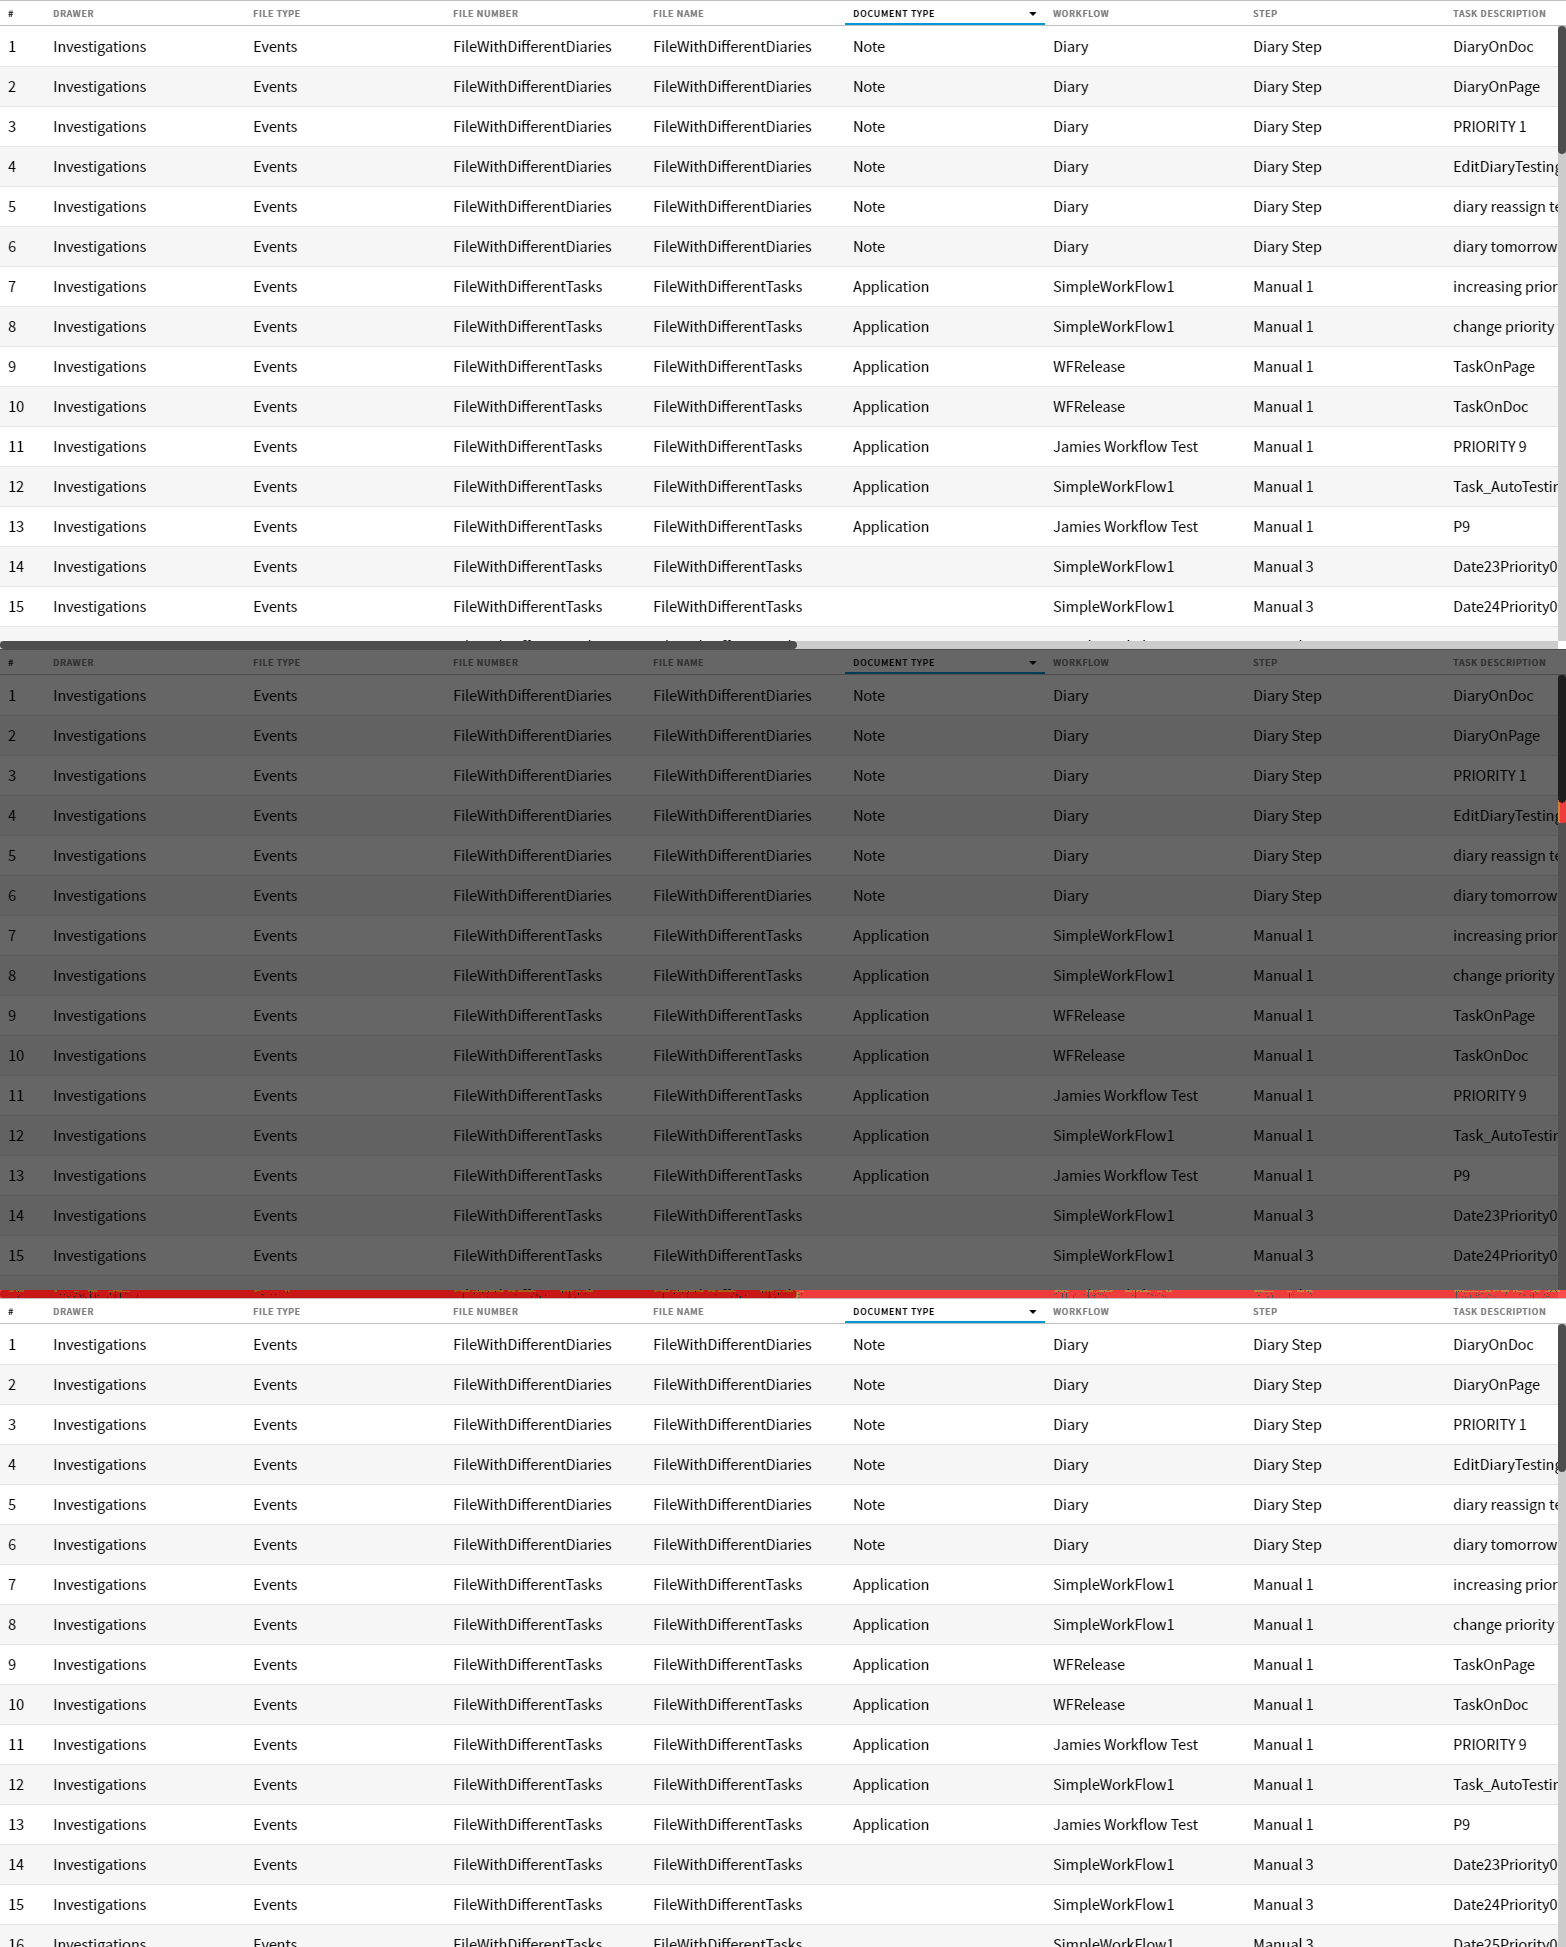 # DRAWER FILE TYPE FILE NUMBER FILE NAME DOCUMENT TYPE WORKFLOW STEP TASK DESCRIPTION
1 Investigations Events FileWithDifferentDiaries FileWithDifferentDiaries Note Diary Diary Step DiaryOnDoc
2 Investigations Events FileWithDifferentDiaries FileWithDifferentDiaries Note Diary Diary Step DiaryOnPage
3 Investigations Events FileWithDifferentDiaries FileWithDifferentDiaries Note Diary Diary Step PRIORITY 1
4 Investigations Events FileWithDifferentDiaries FileWithDifferentDiaries Note Diary Diary Step EditDiaryTesting
5 Investigations Events FileWithDifferentDiaries FileWithDifferentDiaries Note Diary Diary Step diary reassign te
6 Investigations Events FileWithDifferentDiaries FileWithDifferentDiaries Note Diary Diary Step diary tomorrow
7 Investigations Events FileWithDifferentTasks FileWithDifferentTasks Application SimpleWorkFlow1 Manual 1 increasing prior
8 Investigations Events FileWithDifferentTasks FileWithDifferentTasks Application SimpleWorkFlow1 Manual 1 change priority
9 Investigations Events FileWithDifferentTasks FileWithDifferentTasks Application WFRelease Manual 1 TaskOnPage
10 Investigations Events FileWithDifferentTasks FileWithDifferentTasks Application WFRelease Manual 1 TaskOnDoc
11 Investigations Events FileWithDifferentTasks FileWithDifferentTasks Application Jamies Workflow Test Manual 1 PRIORITY 9
12 Investigations Events FileWithDifferentTasks FileWithDifferentTasks Application SimpleWorkFlow1 Manual 1 Task_AutoTestin
13 Investigations Events FileWithDifferentTasks FileWithDifferentTasks Application Jamies Workflow Test Manual 1 P9
14 Investigations Events FileWithDifferentTasks FileWithDifferentTasks SimpleWorkFlow1 Manual 3 Date23Priority0
15 Investigations Events FileWithDifferentTasks FileWithDifferentTasks SimpleWorkFlow1 Manual 3 Date24Priority0
# DRAWER FILE TYPE FILE NUMBER FILE NAME DOCUMENT TYPE WORKFLOW STEP TASK DESCRIPTION
1 Investigations Events FileWithDifferentDiaries FileWithDifferentDiaries Note Diary Diary Step DiaryOnDoc
2 Investigations Events FileWithDifferentDiaries FileWithDifferentDiaries Note Diary Diary Step DiaryOnPage
3 Investigations Events FileWithDifferentDiaries FileWithDifferentDiaries Note Diary Diary Step PRIORITY 1
4 Investigations Events FileWithDifferentDiaries FileWithDifferentDiaries Note Diary Diary Step EditDiaryTesting
5 Investigations Events FileWithDifferentDiaries FileWithDifferentDiaries Note Diary Diary Step diary reassign te
6 Investigations Events FileWithDifferentDiaries FileWithDifferentDiaries Note Diary Diary Step diary tomorrow
7 Investigations Events FileWithDifferentTasks FileWithDifferentTasks Application SimpleWorkFlow1 Manual 1 increasing prior
8 Investigations Events FileWithDifferentTasks FileWithDifferentTasks Application SimpleWorkFlow1 Manual 1 change priority
9 Investigations Events FileWithDifferentTasks FileWithDifferentTasks Application WFRelease Manual 1 TaskOnPage
10 Investigations Events FileWithDifferentTasks FileWithDifferentTasks Application WFRelease Manual 1 TaskOnDoc
11 Investigations Events FileWithDifferentTasks FileWithDifferentTasks Application Jamies Workflow Test Manual 1 PRIORITY 9
12 Investigations Events FileWithDifferentTasks FileWithDifferentTasks Application SimpleWorkFlow1 Manual 1 Task_AutoTestin
13 Investigations Events FileWithDifferentTasks FileWithDifferentTasks Application Jamies Workflow Test Manual 1 P9
14 Investigations Events FileWithDifferentTasks FileWithDifferentTasks SimpleWorkFlow1 Manual 3 Date23Priority0
15 Investigations Events FileWithDifferentTasks FileWithDifferentTasks SimpleWorkFlow1 Manual 3 Date24Priority0
# DRAWER FILE TYPE FILE NUMBER FILE NAME DOCUMENT TYPE WORKFLOW STEP TASK DESCRIPTION
1 Investigations Events FileWithDifferentDiaries FileWithDifferentDiaries Note Diary Diary Step DiaryOnDoc
2 Investigations Events FileWithDifferentDiaries FileWithDifferentDiaries Note Diary Diary Step DiaryOnPage
3 Investigations Events FileWithDifferentDiaries FileWithDifferentDiaries Note Diary Diary Step PRIORITY 1
4 Investigations Events FileWithDifferentDiaries FileWithDifferentDiaries Note Diary Diary Step EditDiaryTesting
5 Investigations Events FileWithDifferentDiaries FileWithDifferentDiaries Note Diary Diary Step diary reassign te
6 Investigations Events FileWithDifferentDiaries FileWithDifferentDiaries Note Diary Diary Step diary tomorrow
7 Investigations Events FileWithDifferentTasks FileWithDifferentTasks Application SimpleWorkFlow1 Manual 1 increasing prior
8 Investigations Events FileWithDifferentTasks FileWithDifferentTasks Application SimpleWorkFlow1 Manual 1 change priority
9 Investigations Events FileWithDifferentTasks FileWithDifferentTasks Application WFRelease Manual 1 TaskOnPage
10 Investigations Events FileWithDifferentTasks FileWithDifferentTasks Application WFRelease Manual 1 TaskOnDoc
11 Investigations Events FileWithDifferentTasks FileWithDifferentTasks Application Jamies Workflow Test Manual 1 PRIORITY 9
12 Investigations Events FileWithDifferentTasks FileWithDifferentTasks Application SimpleWorkFlow1 Manual 1 Task_AutoTestin
13 Investigations Events FileWithDifferentTasks FileWithDifferentTasks Application Jamies Workflow Test Manual 1 P9
14 Investigations Events FileWithDifferentTasks FileWithDifferentTasks SimpleWorkFlow1 Manual 3 Date23Priority0
15 Investigations Events FileWithDifferentTasks FileWithDifferentTasks SimpleWorkFlow1 Manual 3 Date24Priority0
16 Investigations Events FileWithDifferentTasks FileWithDifferentTasks SimpleWorkFlow1 Manual 3 Date25Priority0